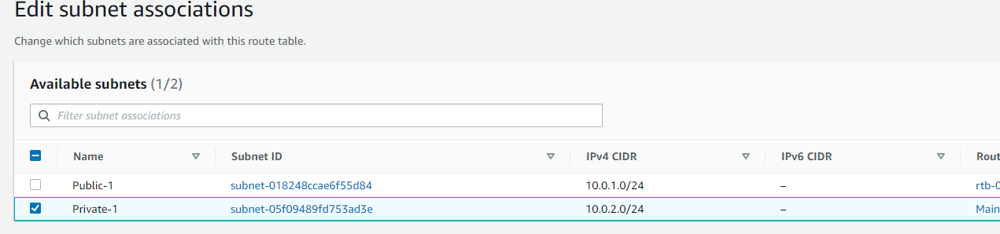 Edit subnet associations
Change which subnets are associated with this route table.
Available subnets (1/2)
Filter subnet associations
Name Subnet ID IPv4 CIDR IPv6 CIDR Rout
Public-1 subnet-018248ccae6f55d84 10.0.1.0/24 – rtb-0
Private-1 subnet-05f09489fd753ad3e 10.0.2.0/24 – Main